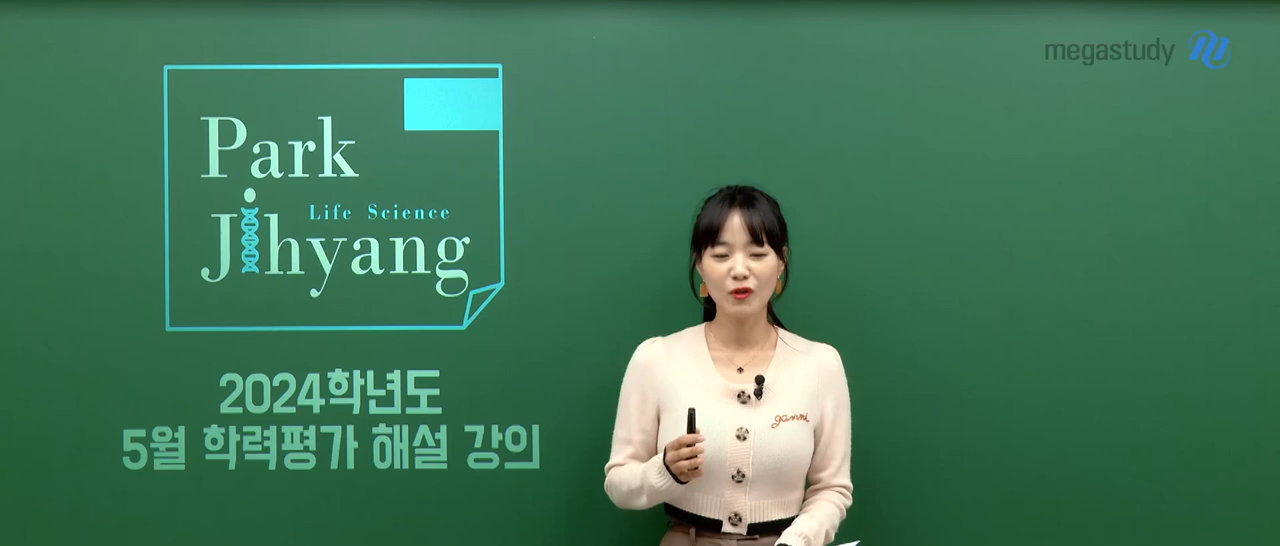 megastudy
Park
Life Science
Jihyang
2024학년도
5월 학력평가 해설 강의
ganni